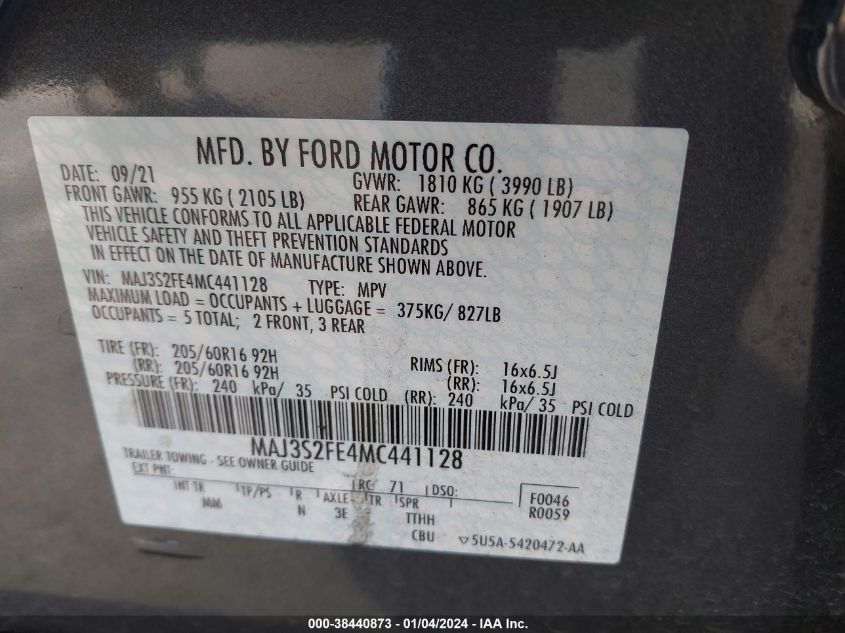 MFD. BY FORD MOTOR CO.
DATE: 09/21 GVWR: 1810 KG ( 3990 LB)
FRONT GAWR: 955 KG ( 2105 LB) REAR GAWR: 865 KG ( 1907 LB)
THIS VEHICLE CONFORMS TO ALL APPLICABLE FEDERAL MOTOR
VEHICLE SAFETY AND THEFT PREVENTION STANDARDS
IN EFFECT ON THE DATE OF MANUFACTURE SHOWN ABOVE.
VIN: MAJ3S2FE4MC441128 TYPE: MPV
MAXIMUM LOAD = OCCUPANTS + LUGGAGE = 375KG/ 827LB
OCCUPANTS = 5 TOTAL; 2 FRONT, 3 REAR
TIRE (FR): 205/60R16 92H RIMS (FR): 16x6.5J
(RR): 205/60R16 92H (RR): 16x6.5J
PRESSURE (FR): 240 kPa/ 35 PSI COLD (RR): 240 kPa/ 35 PSI COLD
MAJ3S2FE4MC441128
TRAILER TOWING - SEE OWNER GUIDE
EXT PNT: RC: 71 DSO: F0046
INT TR TP/PS R AXLE TR SPR R0059
MM N 3E TTHH
CBU 5U5A-5420472-AA
000-38440873 - 01/04/2024 - IAA Inc.